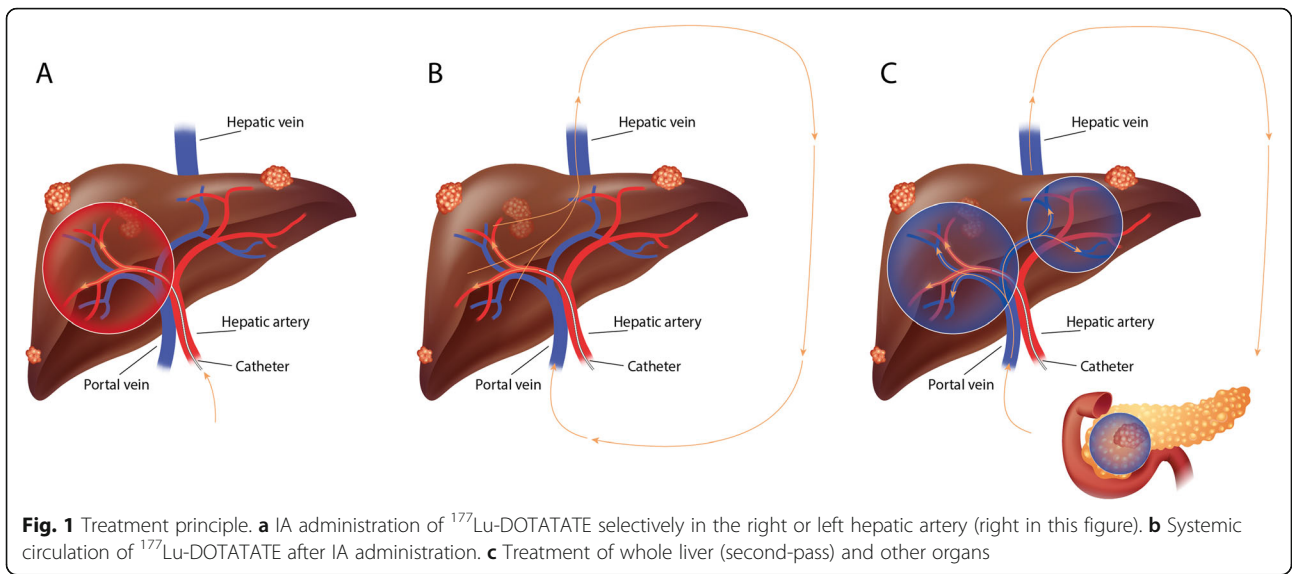 A
Hepatic vein
Hepatic artery
Catheter
Portal vein
B
Hepatic vein
Hepatic artery
Catheter
Portal vein
C
Hepatic vein
Hepatic artery
Catheter
Portal vein
Fig. 1 Treatment principle. a IA administration of ¹⁷⁷Lu-DOTATATE selectively in the right or left hepatic artery (right in this figure). b Systemic
circulation of ¹⁷⁷Lu-DOTATATE after IA administration. c Treatment of whole liver (second-pass) and other organs